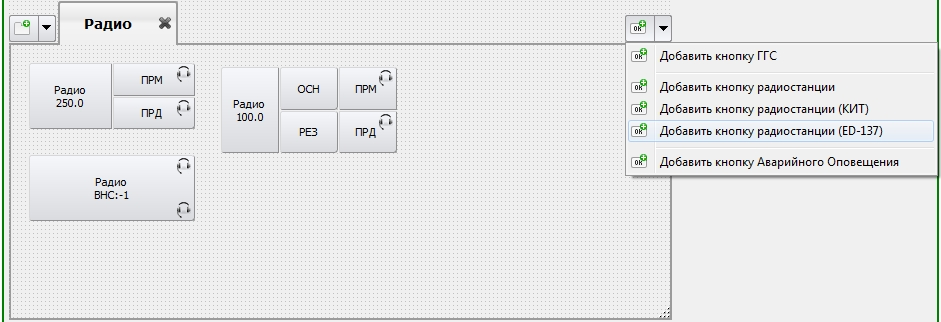 Радио
Добавить кнопку ГГС
Добавить кнопку радиостанции
Добавить кнопку радиостанции (КИТ)
Добавить кнопку радиостанции (ED-137)
Добавить кнопку Аварийного Оповещения
Радио
250.0
ПРМ
ПРД
Радио
100.0
ОСН
ПРМ
РЕЗ
ПРД
Радио
ВНС:-1